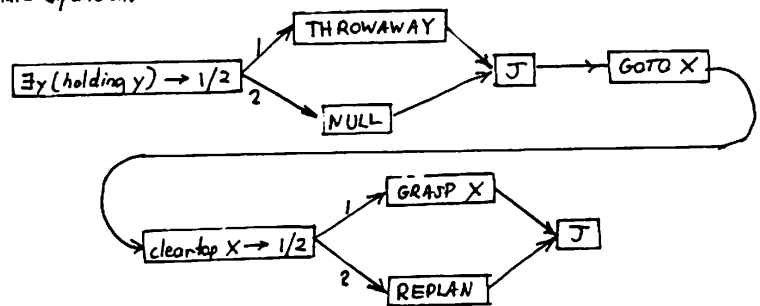 THROWAWAY
1
∃y (holding y) → 1/2
J
GOTO X
2
NULL
GRASP X
1
cleartop X → 1/2
J
2
REPLAN